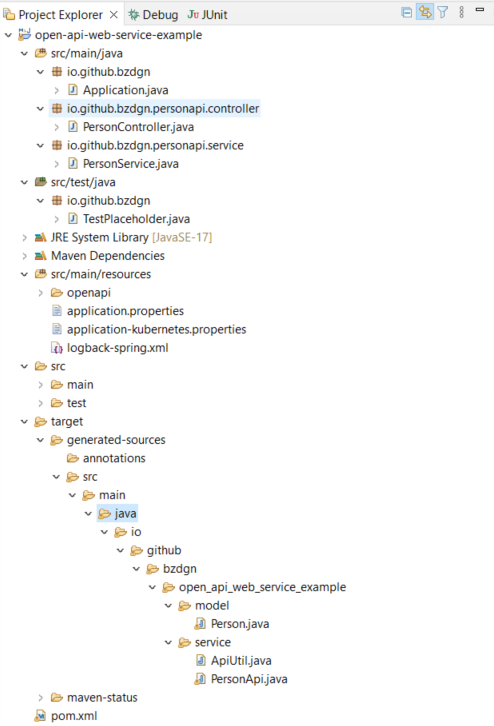 Project Explorer Debug Ju JUnit
open-api-web-service-example
src/main/java
io.github.bzdgn
Application.java
io.github.bzdgn.personapi.controller
PersonController.java
io.github.bzdgn.personapi.service
PersonService.java
src/test/java
io.github.bzdgn
TestPlaceholder.java
JRE System Library [JavaSE-17]
Maven Dependencies
src/main/resources
openapi
application.properties
application-kubernetes.properties
logback-spring.xml
src
main
test
target
generated-sources
annotations
src
main
java
io
github
bzdgn
open_api_web_service_example
model
Person.java
service
ApiUtil.java
PersonApi.java
maven-status
pom.xml